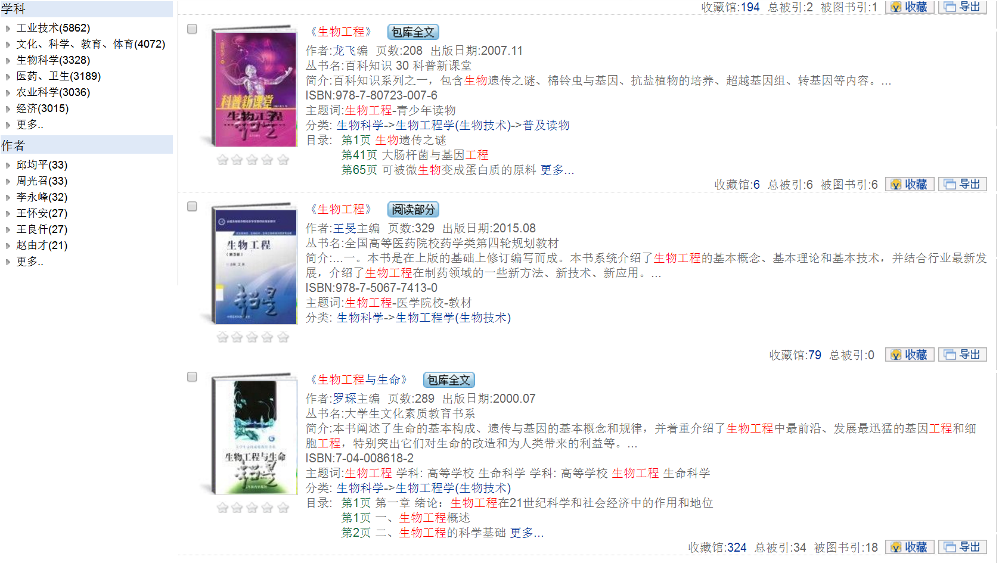 学科
工业技术(5862)
文化、科学、教育、体育(4072)
生物科学(3328)
医药、卫生(3189)
农业科学(3036)
经济(3015)
更多..
作者
邱均平(33)
周光召(33)
李永峰(32)
王怀安(27)
王良仟(27)
赵由才(21)
更多..
收藏馆:194 总被引:2 被图书引:1 收藏 导出
《生物工程》 包库全文
作者:龙飞编 页数:208 出版日期:2007.11
丛书名:百科知识 30 科普新课堂
简介:百科知识系列之一，包含生物遗传之谜、棉铃虫与基因、抗盐植物的培养、超越基因组、转基因等内容。...
ISBN:978-7-80723-007-6
主题词:生物工程-青少年读物
分类: 生物科学->生物工程学(生物技术)->普及读物
目录: 第1页 生物遗传之谜
第41页 大肠杆菌与基因工程
第65页 可被微生物变成蛋白质的原料 更多...
科普新课堂
生物工程
收藏馆:6 总被引:6 被图书引:6 收藏 导出
《生物工程》 阅读部分
作者:王旻主编 页数:329 出版日期:2015.08
丛书名:全国高等医药院校药学类第四轮规划教材
简介:...一。本书是在上版的基础上修订编写而成。本书系统介绍了生物工程的基本概念、基本理论和基本技术，并结合行业最新发
展，介绍了生物工程在制药领域的一些新方法、新技术、新应用。...
ISBN:978-7-5067-7413-0
主题词:生物工程-医学院校-教材
分类: 生物科学->生物工程学(生物技术)
生物工程
收藏馆:79 总被引:0 收藏 导出
《生物工程与生命》 包库全文
作者:罗琛主编 页数:289 出版日期:2000.07
丛书名:大学生文化素质教育书系
简介:本书阐述了生命的基本构成、遗传与基因的基本概念和规律，并着重介绍了生物工程中最前沿、发展最迅猛的基因工程和细
胞工程，特别突出它们对生命的改造和为人类带来的利益等。...
ISBN:7-04-008618-2
主题词:生物工程 学科: 高等学校 生命科学 学科: 高等学校 生物工程 生命科学
分类: 生物科学->生物工程学(生物技术)
目录: 第1页 第一章 绪论：生物工程在21世纪科学和社会经济中的作用和地位
第1页 一、生物工程概述
第2页 二、生物工程的科学基础 更多...
生物工程与生命
收藏馆:324 总被引:34 被图书引:18 收藏 导出